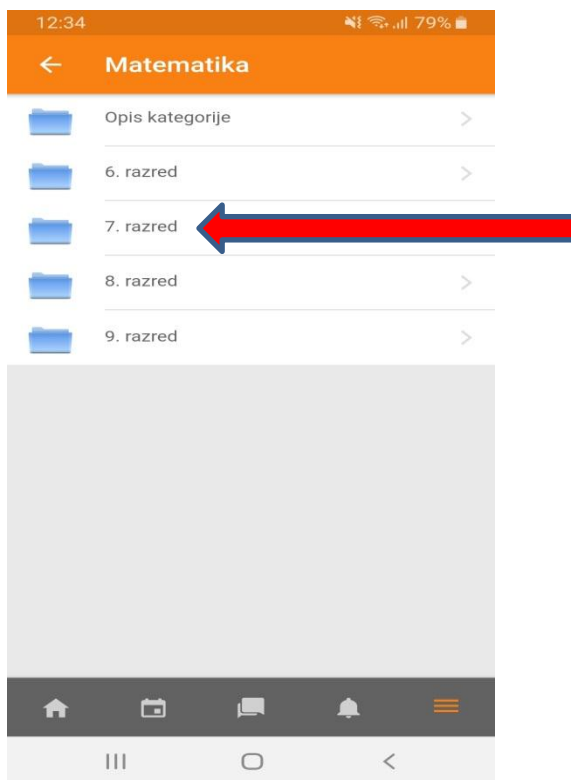 12:34 79%
Matematika
Opis kategorije
6. razred
7. razred
8. razred
9. razred